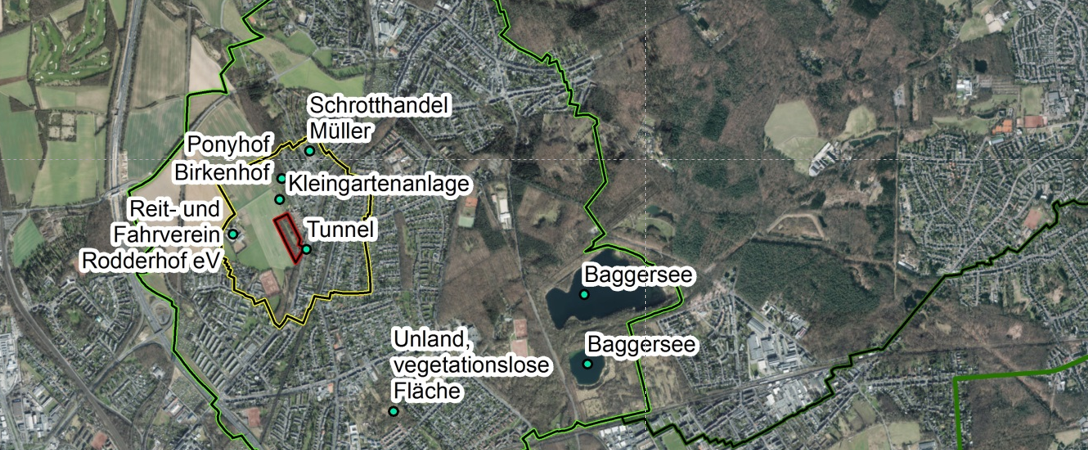 Schrotthandel
Müller
Ponyhof
Birkenhof
Kleingartenanlage
Reit- und
Fahrverein
Rodderhof eV
Tunnel
Baggersee
Baggersee
Unland,
vegetationslose
Fläche